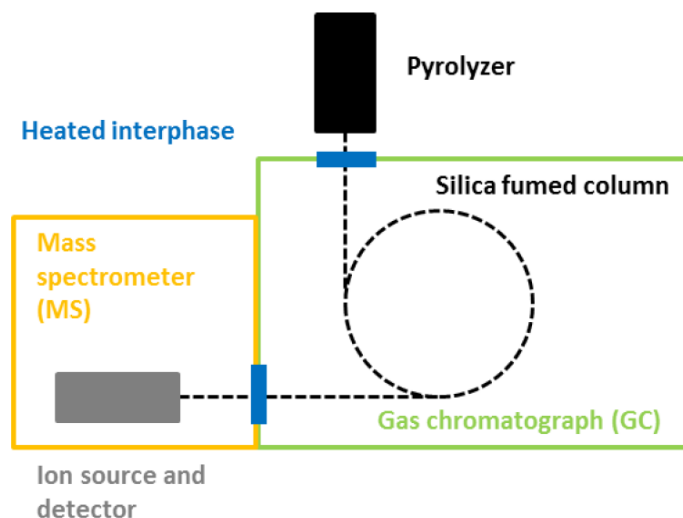 Pyrolyzer
Heated interphase
Silica fumed column
Mass
spectrometer
(MS)
Gas chromatograph (GC)
Ion source and
detector